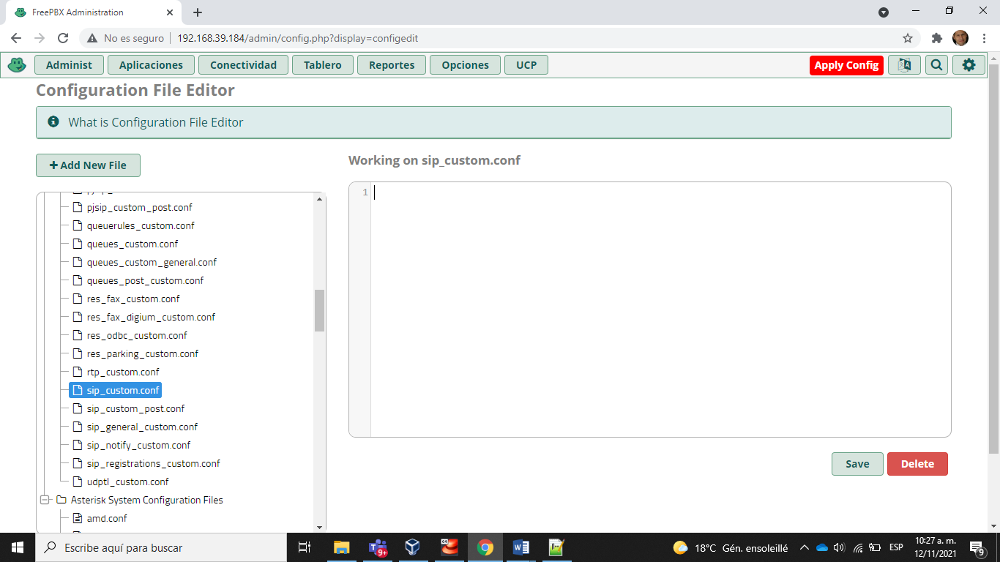 FreePBX Administration
No es seguro
192.168.39.184/admin/config.php?display=configedit
Administ
Aplicaciones
Conectividad
Tablero
Reportes
Opciones
UCP
Apply Config
Configuration File Editor
What is Configuration File Editor
Add New File
Working on sip_custom.conf
1
pjsip_custom_post.conf
queuerules_custom.conf
queues_custom.conf
queues_custom_general.conf
queues_post_custom.conf
res_fax_custom.conf
res_fax_digium_custom.conf
res_odbc_custom.conf
res_parking_custom.conf
rtp_custom.conf
sip_custom.conf
sip_custom_post.conf
sip_general_custom.conf
sip_notify_custom.conf
sip_registrations_custom.conf
udptl_custom.conf
Asterisk System Configuration Files
amd.conf
Save
Delete
Escribe aquí para buscar
9+
64
18°C Gén. ensoleillé
ESP
10:27 a. m.
12/11/2021
9